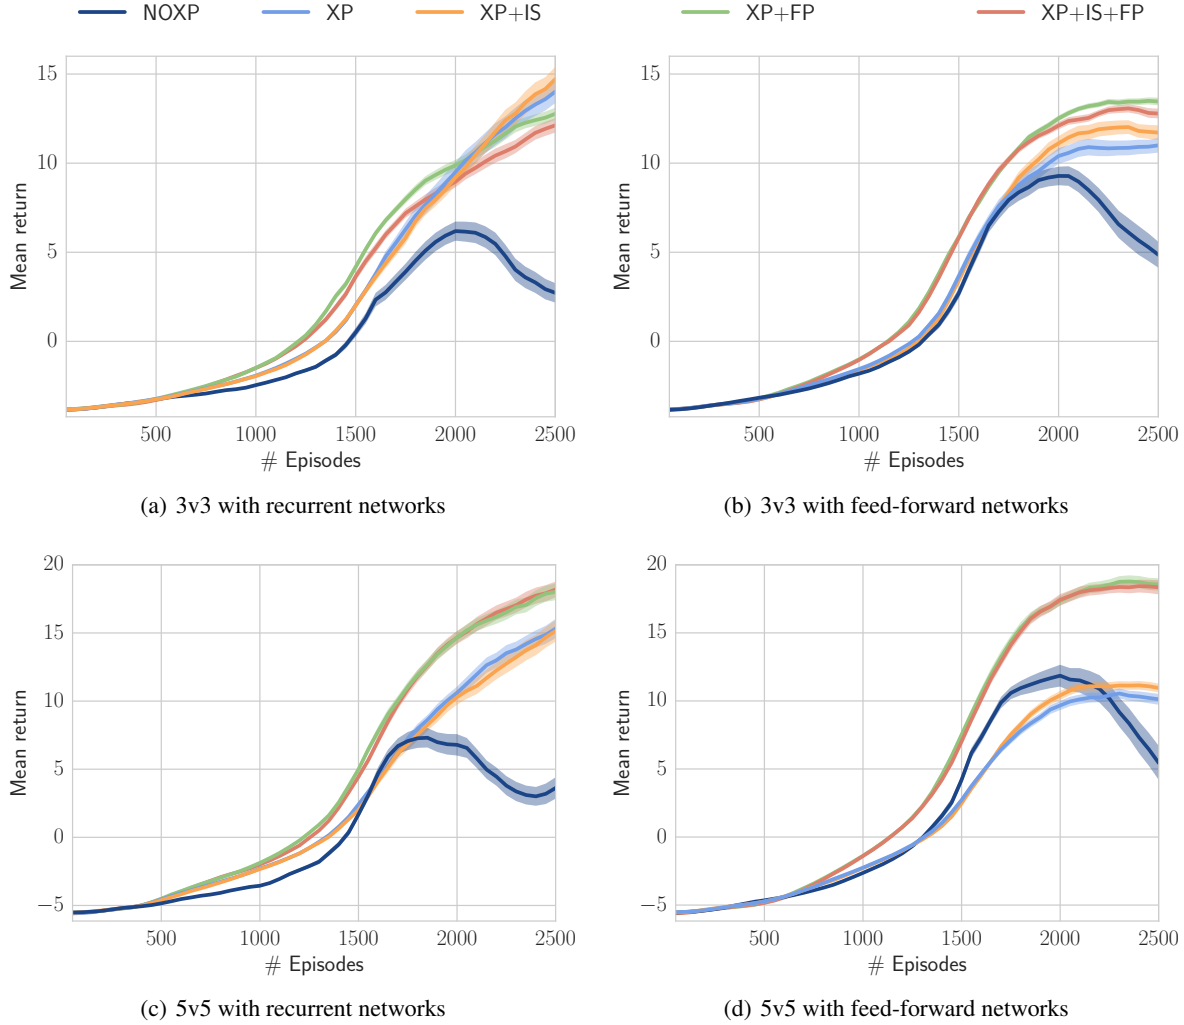 NOXP XP XP+IS XP+FP XP+IS+FP
15
10
5
0
Mean return
500 1000 1500 2000 2500
# Episodes
(a) 3v3 with recurrent networks
15
10
5
0
Mean return
500 1000 1500 2000 2500
# Episodes
(b) 3v3 with feed-forward networks
20
15
10
5
0
−5
Mean return
500 1000 1500 2000 2500
# Episodes
(c) 5v5 with recurrent networks
20
15
10
5
0
−5
Mean return
500 1000 1500 2000 2500
# Episodes
(d) 5v5 with feed-forward networks